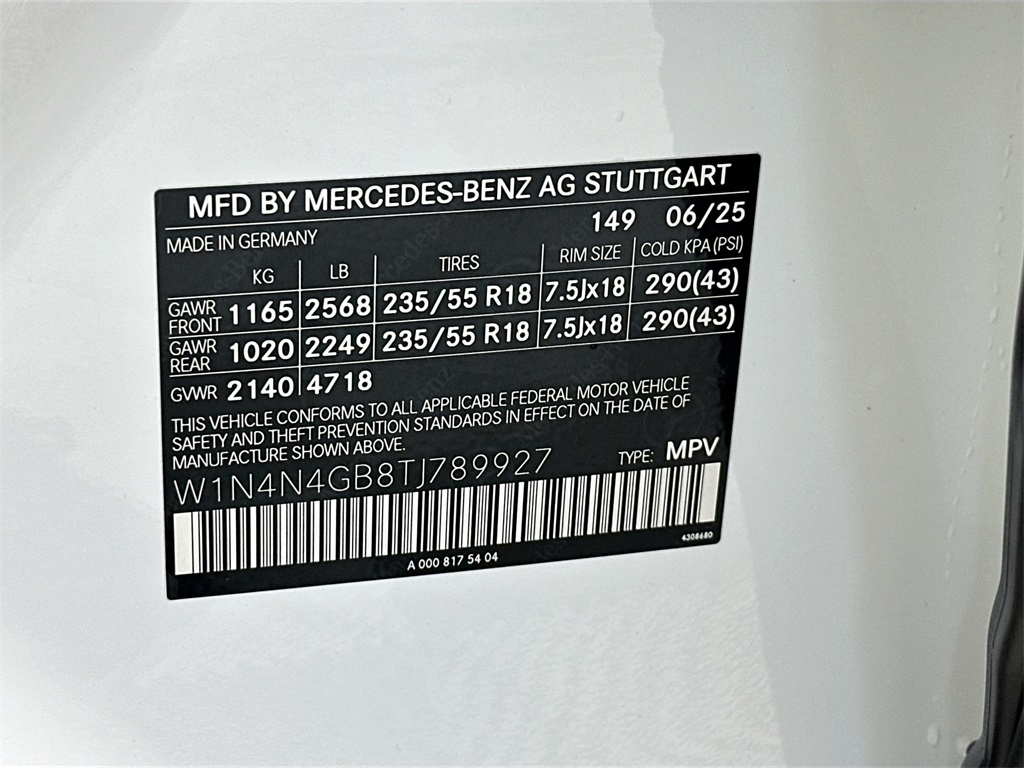 MFD BY MERCEDES-BENZ AG STUTTGART
149 06/25
MADE IN GERMANY
KG LB TIRES RIM SIZE COLD KPA (PSI)
GAWR FRONT 1165 2568 235/55 R18 7.5Jx18 290(43)
GAWR REAR 1020 2249 235/55 R18 7.5Jx18 290(43)
GVWR 2140 4718
THIS VEHICLE CONFORMS TO ALL APPLICABLE FEDERAL MOTOR VEHICLE
SAFETY AND THEFT PREVENTION STANDARDS IN EFFECT ON THE DATE OF
MANUFACTURE SHOWN ABOVE.
W1N4N4GB8TJ789927 TYPE: MPV
A 000 817 54 04
4308680